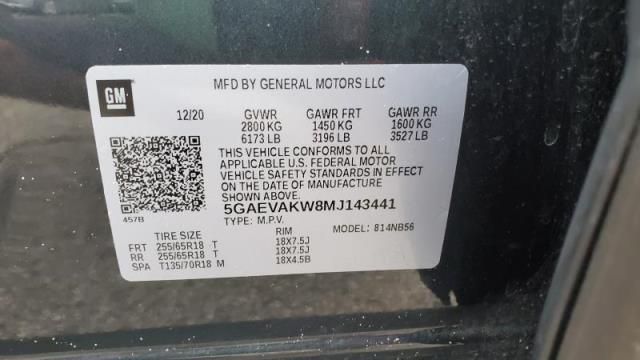 MFD BY GENERAL MOTORS LLC
GM
12/20 GVWR GAWR FRT GAWR RR
2800 KG 1450 KG 1600 KG
6173 LB 3196 LB 3527 LB
THIS VEHICLE CONFORMS TO ALL
APPLICABLE U.S. FEDERAL MOTOR
VEHICLE SAFETY STANDARDS IN EFFECT
ON THE DATE OF MANUFACTURE
SHOWN ABOVE.
457B
5GAEVAKW8MJ143441
TYPE: M.P.V. MODEL: 814NB56
TIRE SIZE RIM
FRT 255/65R18 T 18X7.5J
RR 255/65R18 T 18X7.5J
SPA T135/70R18 M 18X4.5B